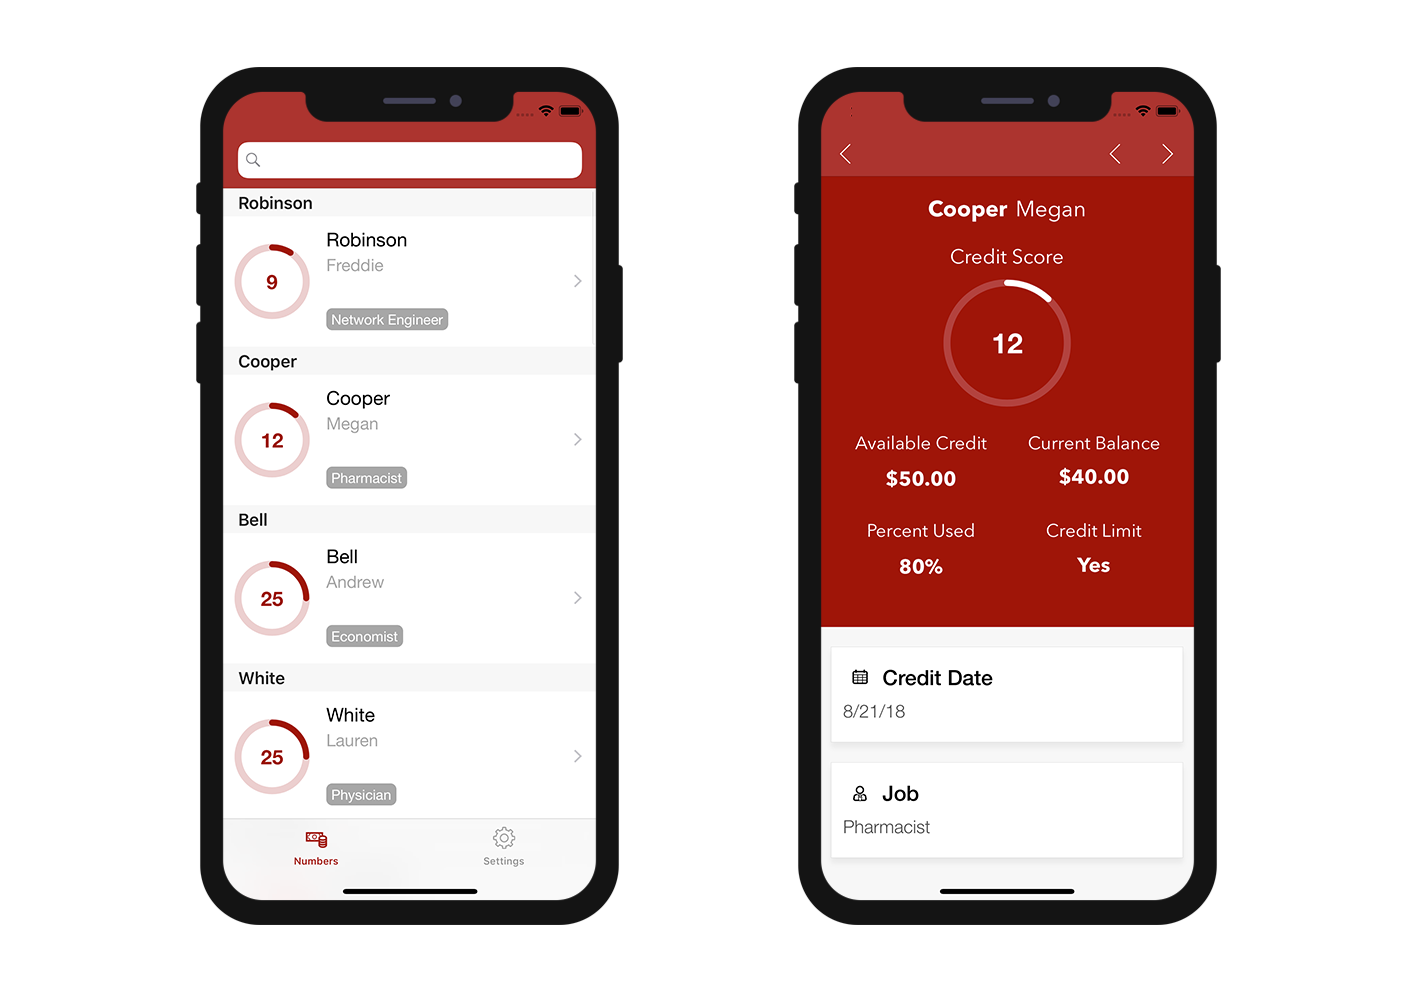 Robinson
9
Robinson
Freddie
Network Engineer
Cooper
12
Cooper
Megan
Pharmacist
Bell
25
Bell
Andrew
Economist
White
25
White
Lauren
Physician
Numbers
Settings
Cooper Megan
Credit Score
12
Available Credit
$50.00
Current Balance
$40.00
Percent Used
80%
Credit Limit
Yes
Credit Date
8/21/18
Job
Pharmacist